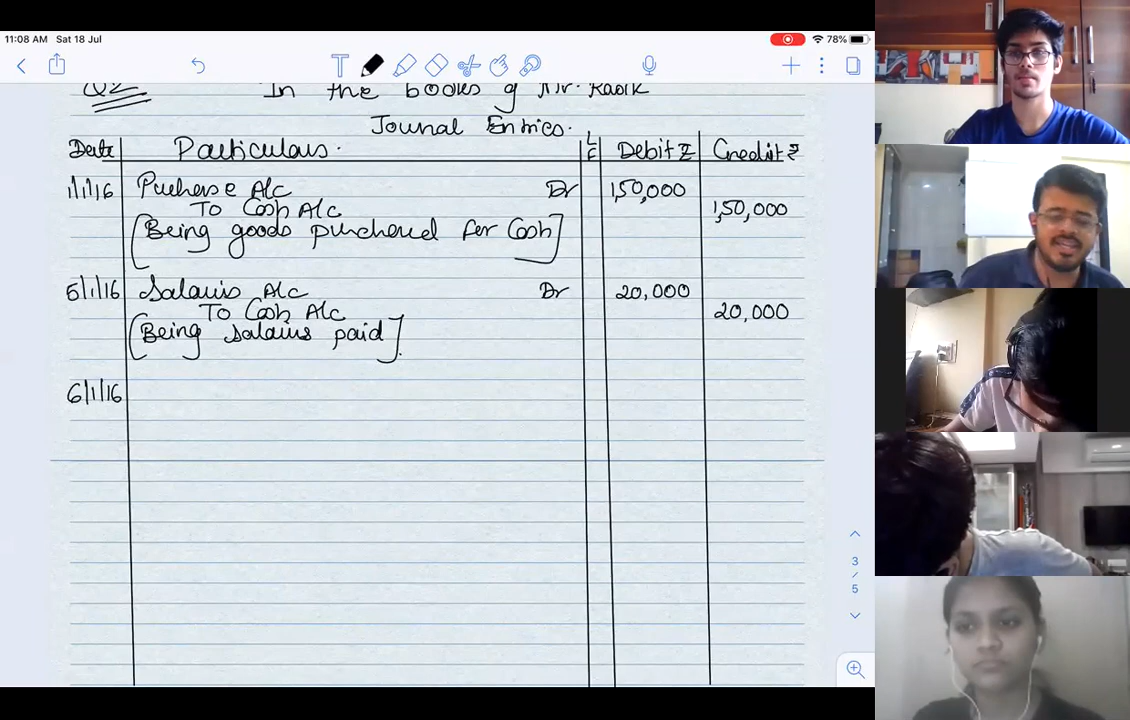 11:08 AM Sat 18 Jul
78%
Q2 In the books of Mr.
Journal Entries.
Date Particulars. L F Debit ₹ Credit ₹
1/1/16 Purchase A/c Dr 1,50,000
To Cash A/c 1,50,000
[Being goods purchased for Cash]
5/1/16 Salaries A/c Dr 20,000
To Cash A/c 20,000
[Being Salaries paid].
6/1/16
3
/
5